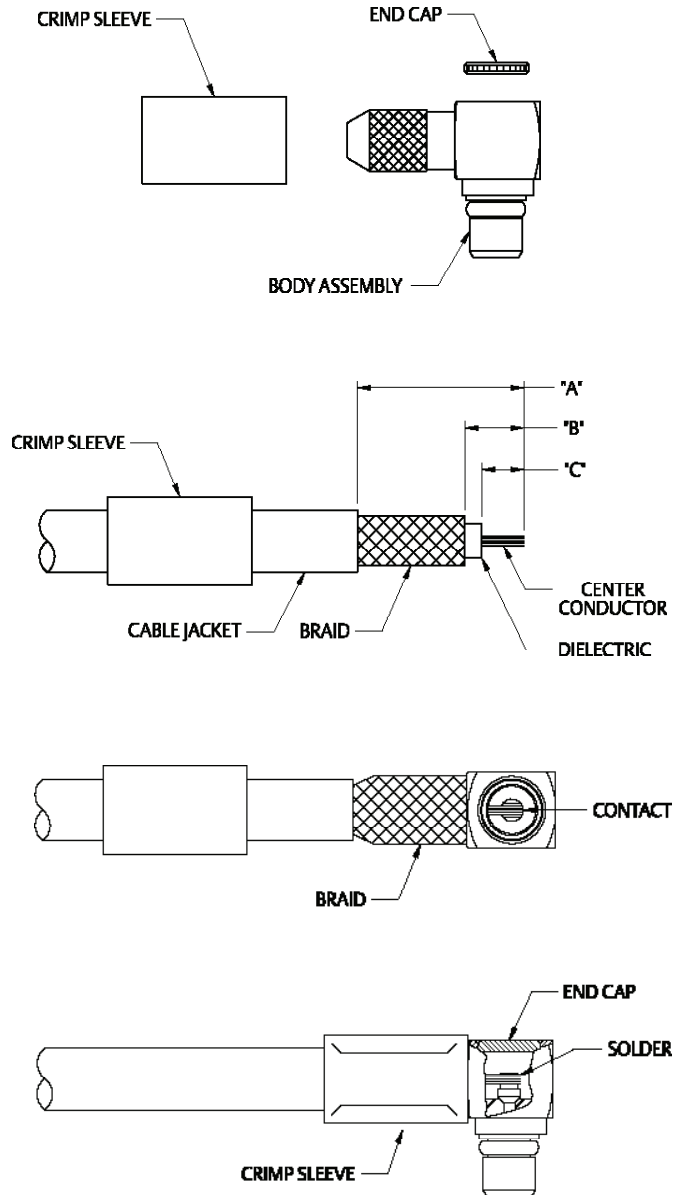 CRIMP SLEEVE
END CAP
BODY ASSEMBLY
"A"
"B"
"C"
CRIMP SLEEVE
CENTER
CONDUCTOR
CABLE JACKET
BRAID
DIELECTRIC
CONTACT
BRAID
END CAP
SOLDER
CRIMP SLEEVE